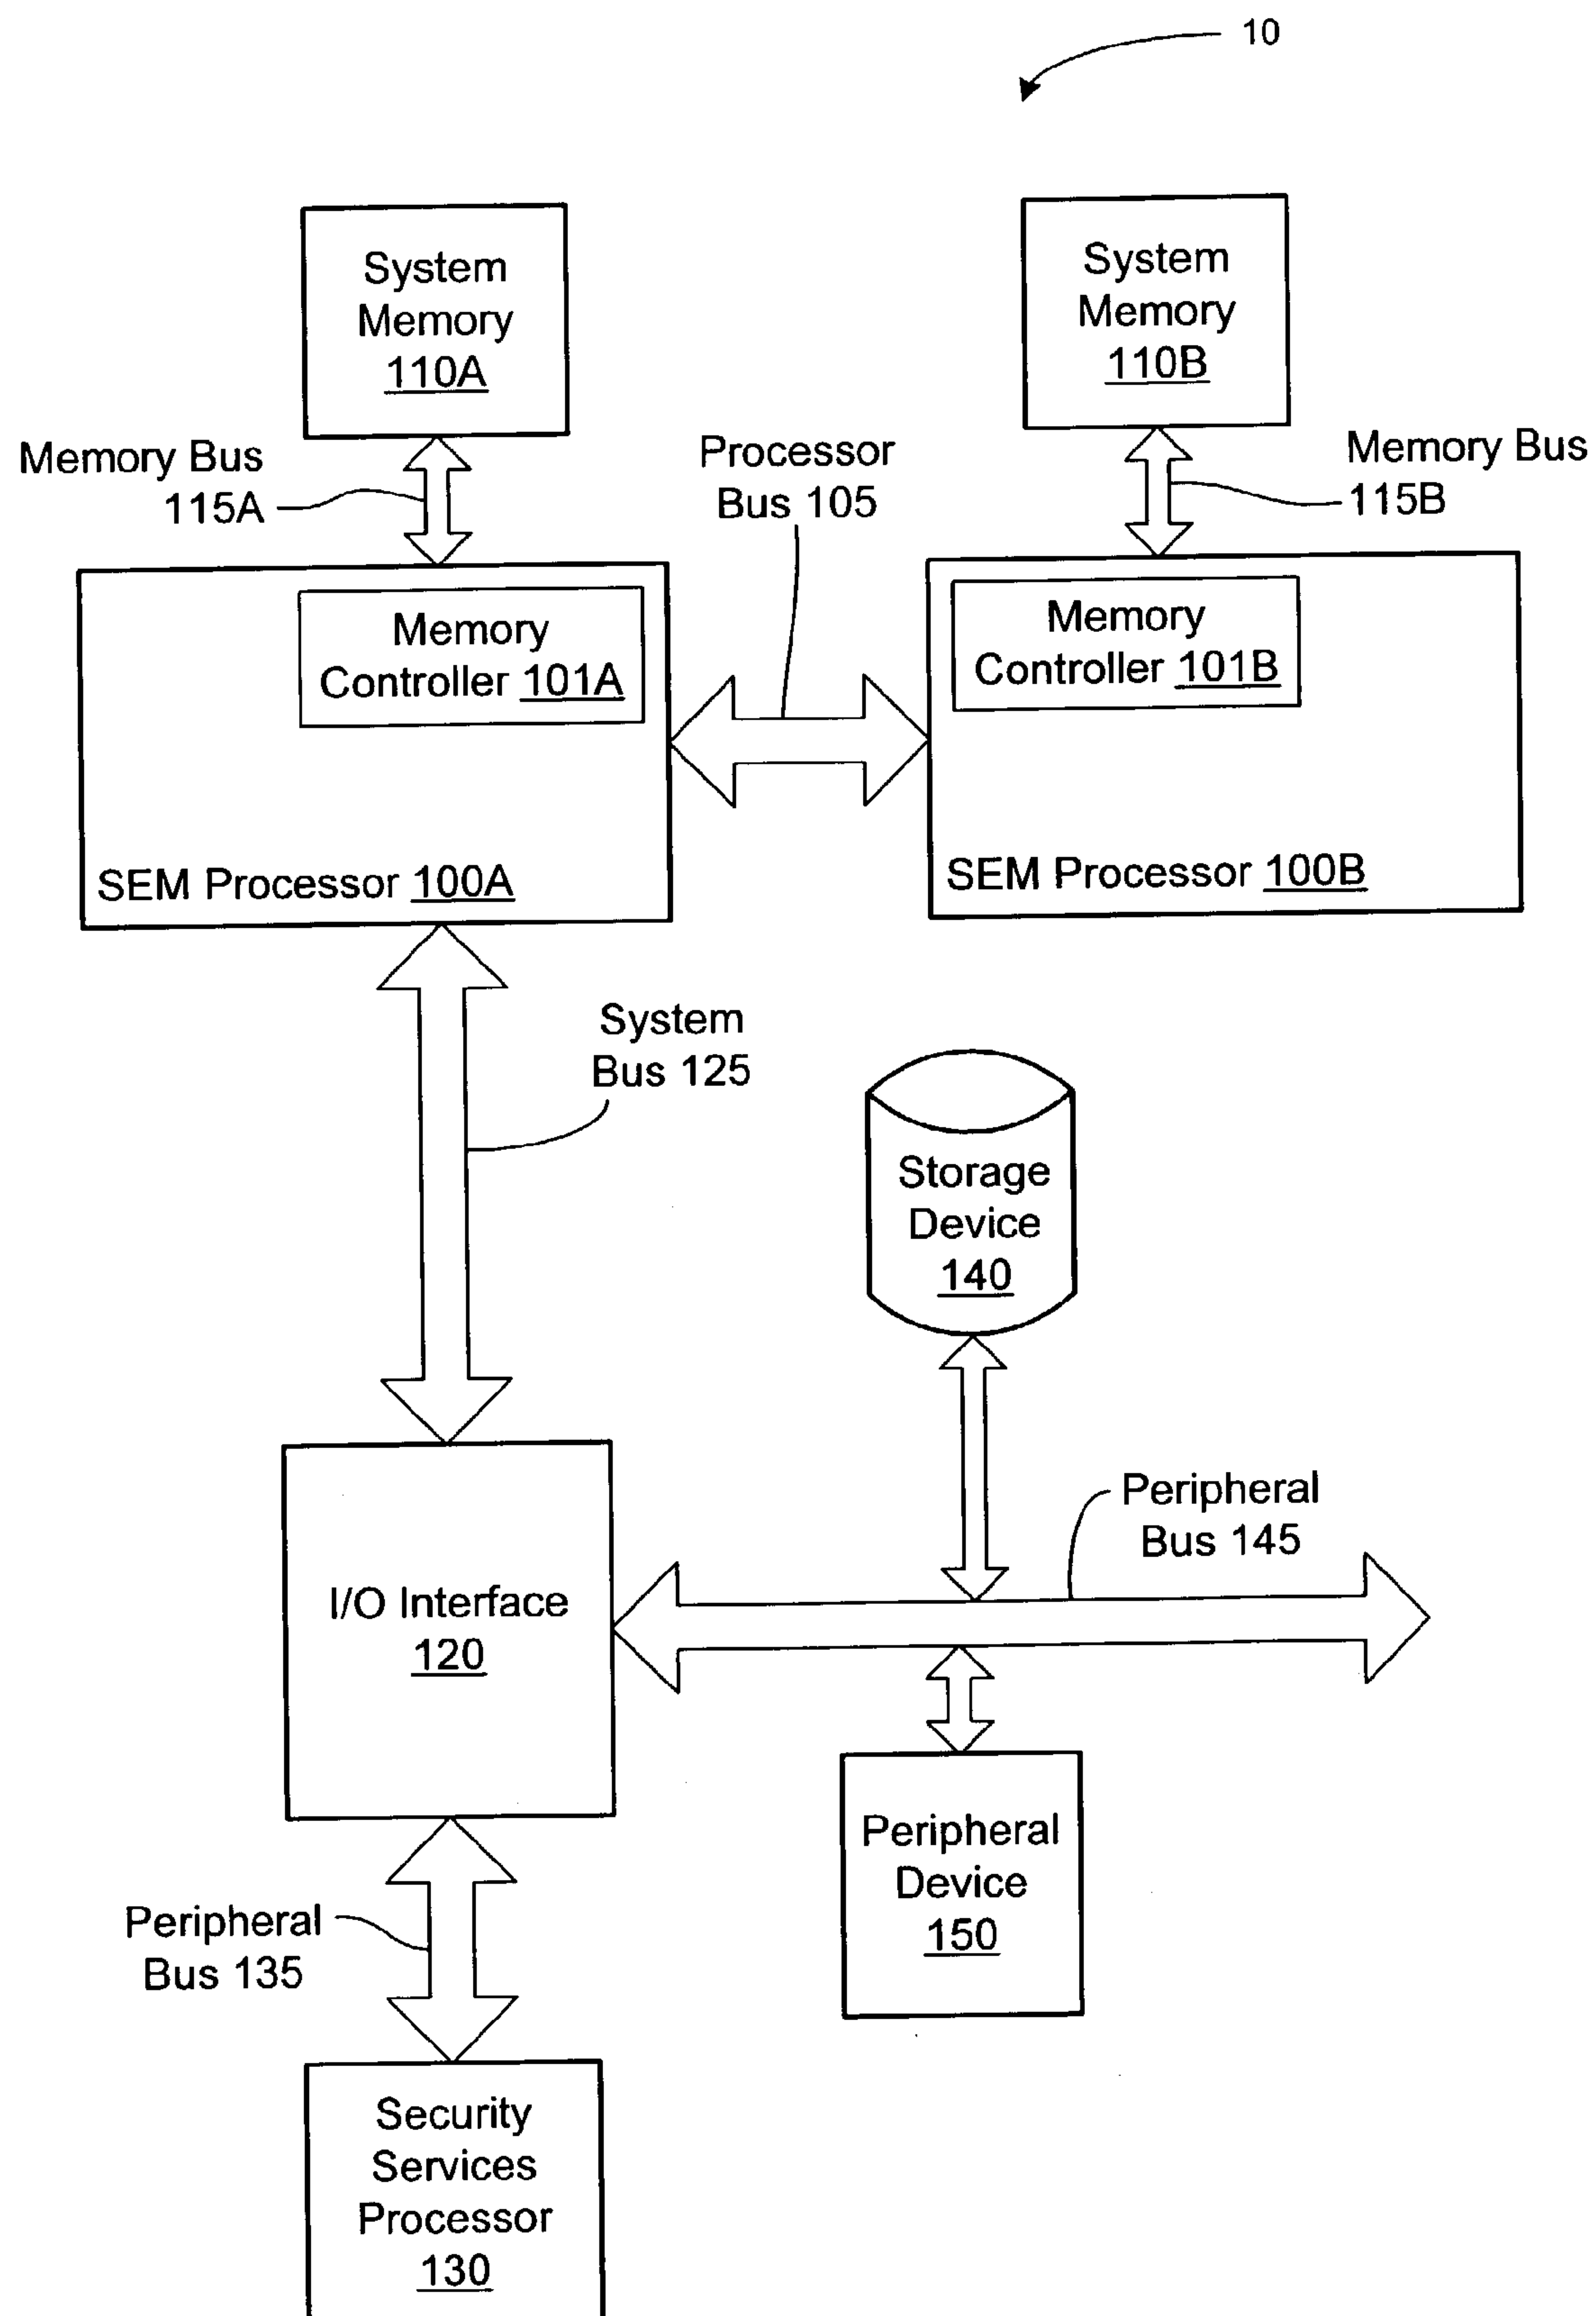 10
System
Memory
110A
System
Memory
110B
Memory Bus
115A
Processor
Bus 105
Memory Bus
115B
Memory
Controller 101A
SEM Processor 100A
Memory
Controller 101B
SEM Processor 100B
System
Bus 125
Storage
Device
140
Peripheral
Bus 145
I/O Interface
120
Peripheral
Device
150
Peripheral
Bus 135
Security
Services
Processor
130